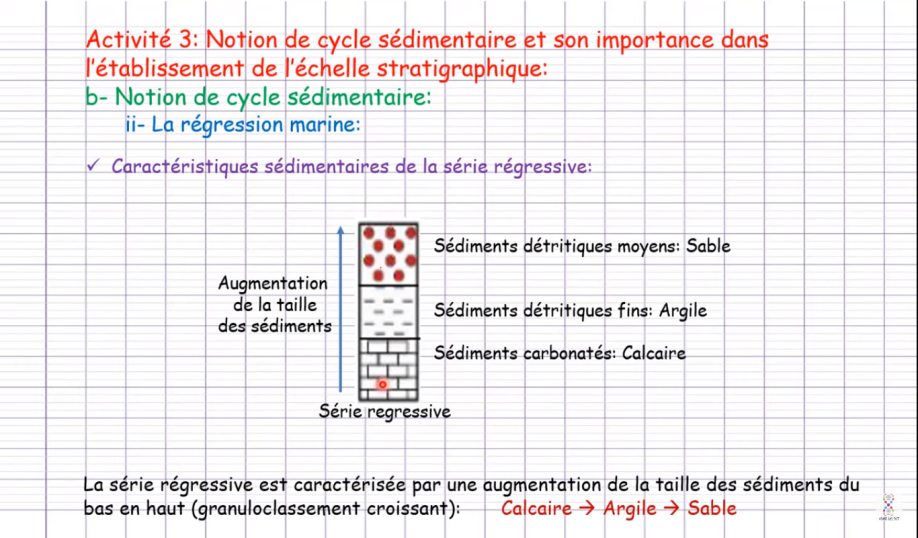 Activité 3: Notion de cycle sédimentaire et son importance dans
l'établissement de l'échelle stratigraphique:
b- Notion de cycle sédimentaire:
ii- La régression marine:
✓ Caractéristiques sédimentaires de la série régressive:
Sédiments détritiques moyens: Sable
Augmentation
de la taille
des sédiments
Sédiments détritiques fins: Argile
Sédiments carbonatés: Calcaire
Série regressive
La série régressive est caractérisée par une augmentation de la taille des sédiments du
bas en haut (granuloclassement croissant): Calcaire → Argile → Sable